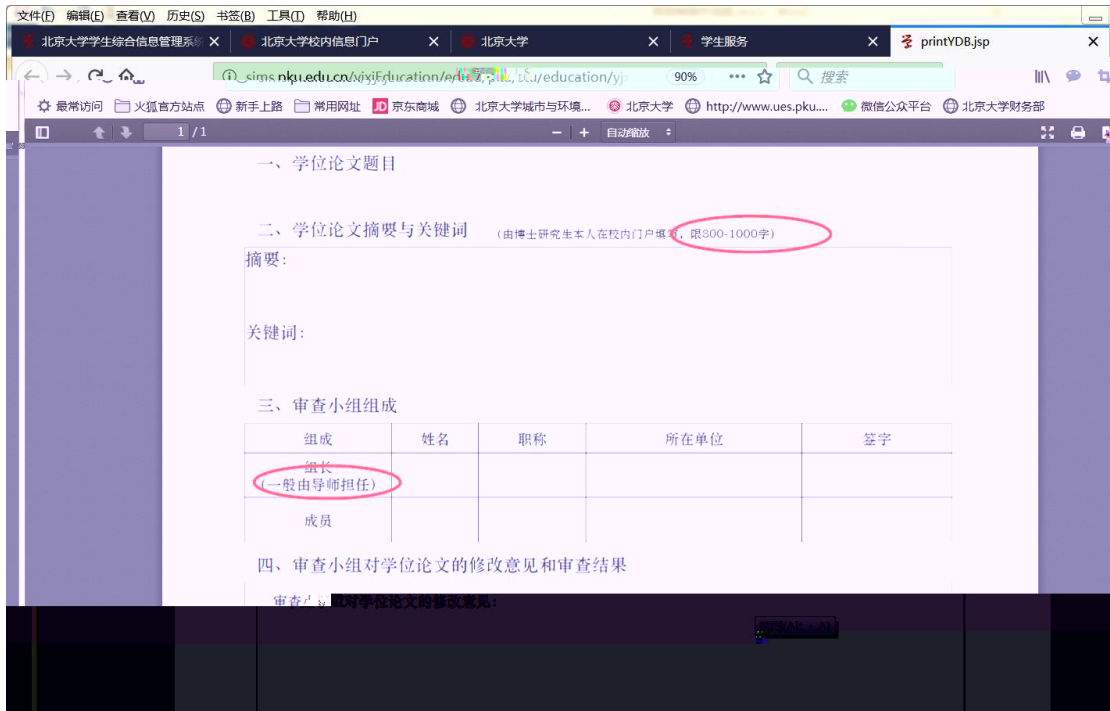 文件(F) 编辑(E) 查看(V) 历史(S) 书签(B) 工具(T) 帮助(H)
北京大学学生综合信息管理系统 × 北京大学校内信息门户 × 北京大学 × 学生服务 × printYDB.jsp ×
90% 搜索
最常访问 火狐官方站点 新手上路 常用网址 JD 京东商城 北京大学城市与环境... 北京大学 http://www.ues.pku.... 微信公众平台 北京大学财务部
1 / 1 — + 自动缩放
一、学位论文题目
二、学位论文摘要与关键词 (由博士研究生本人在校内门户填写，限800-1000字)
摘要:
关键词:
三、审查小组组成
组成 姓名 职称 所在单位 签字
组长
(一般由导师担任)
成员
四、审查小组对学位论文的修改意见和审查结果
审查小组对学位论文的修改意见: